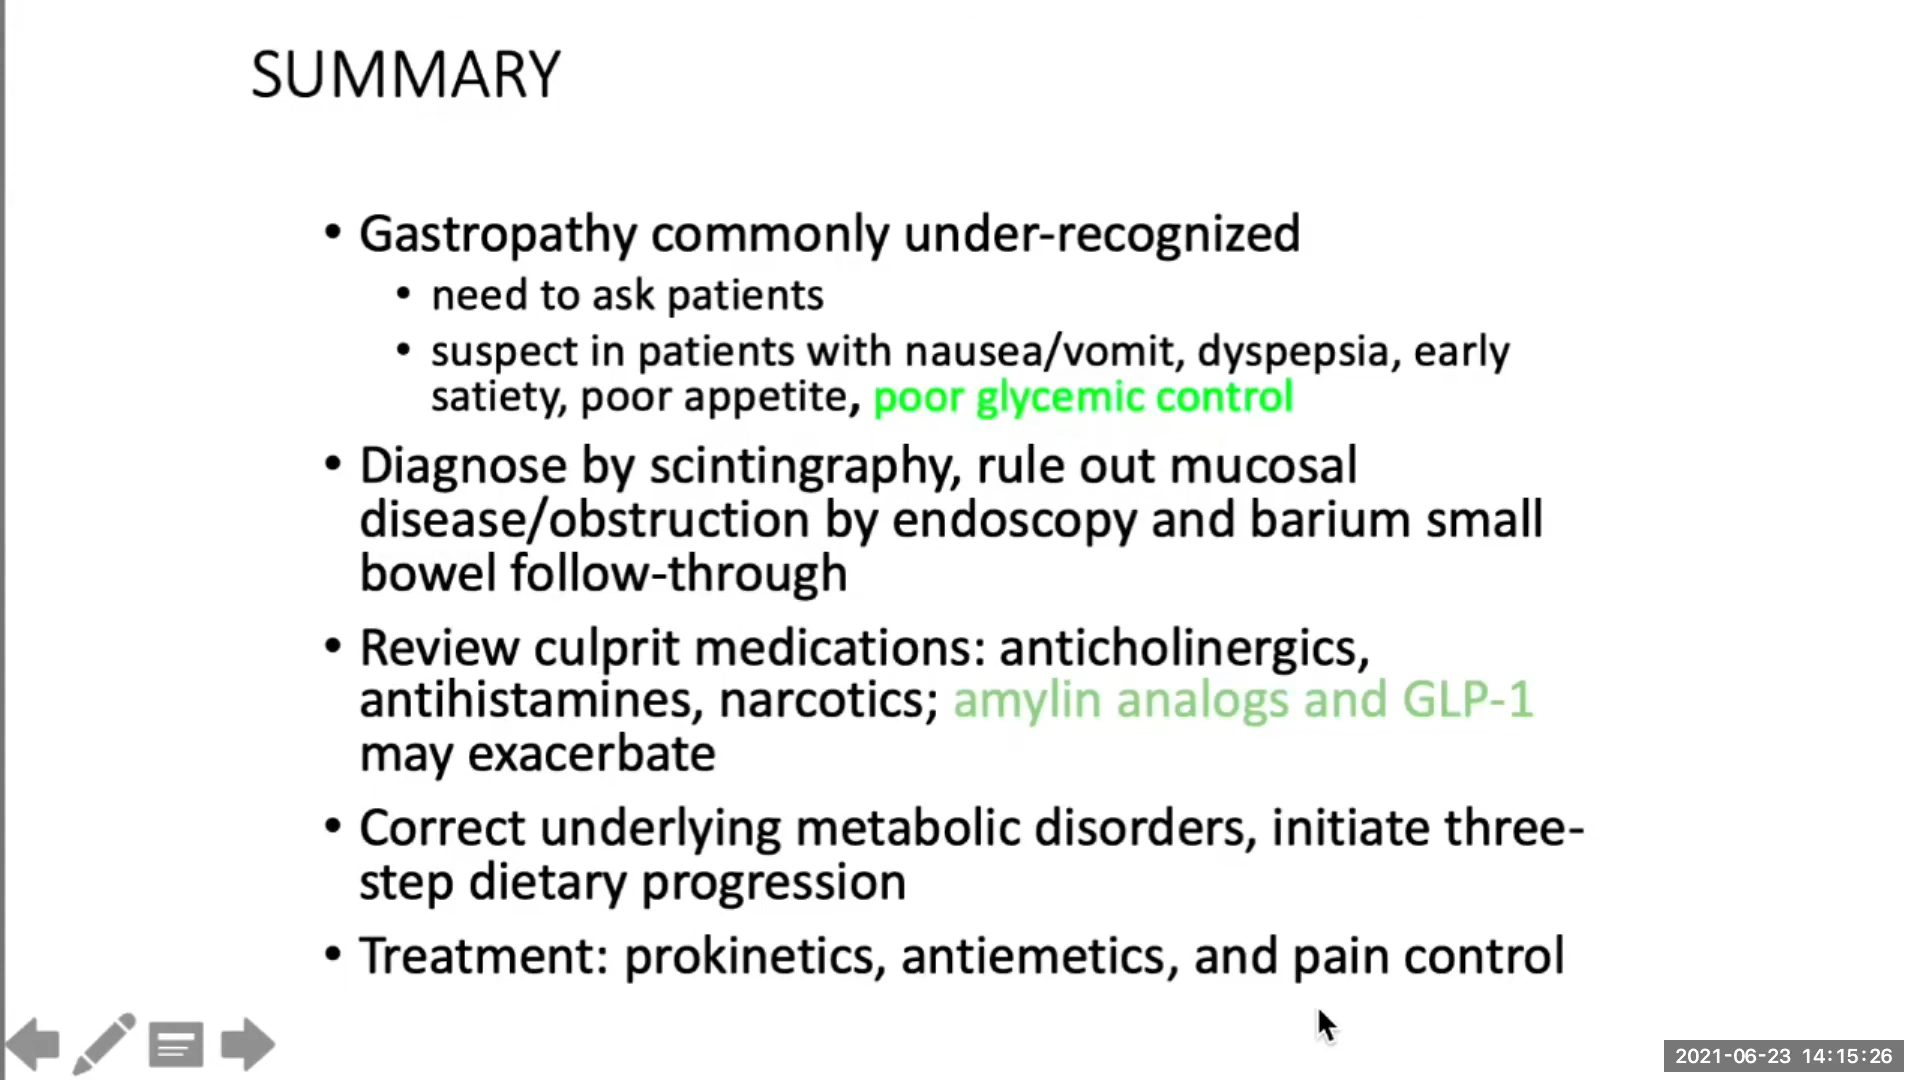 SUMMARY
• Gastropathy commonly under-recognized
• need to ask patients
• suspect in patients with nausea/vomit, dyspepsia, early
satiety, poor appetite, poor glycemic control
• Diagnose by scintingraphy, rule out mucosal
disease/obstruction by endoscopy and barium small
bowel follow-through
• Review culprit medications: anticholinergics,
antihistamines, narcotics; amylin analogs and GLP-1
may exacerbate
• Correct underlying metabolic disorders, initiate three-
step dietary progression
• Treatment: prokinetics, antiemetics, and pain control
2021-06-23 14:15:26